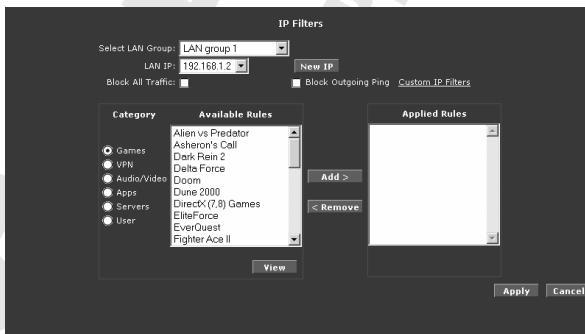 IP Filters
Select LAN Group: LAN group 1
LAN IP: 192.168.1.2 New IP
Block All Traffic: Block Outgoing Ping Custom IP Filters
Category Available Rules Applied Rules
Games
VPN
Audio/Video
Apps
Servers
User
Alien vs Predator
Asheron's Call
Dark Rein 2
Delta Force
Doom
Dune 2000
DirectX (7,8) Games
EliteForce
EverQuest
Fighter Ace II
Add >
< Remove
View
Apply Cancel